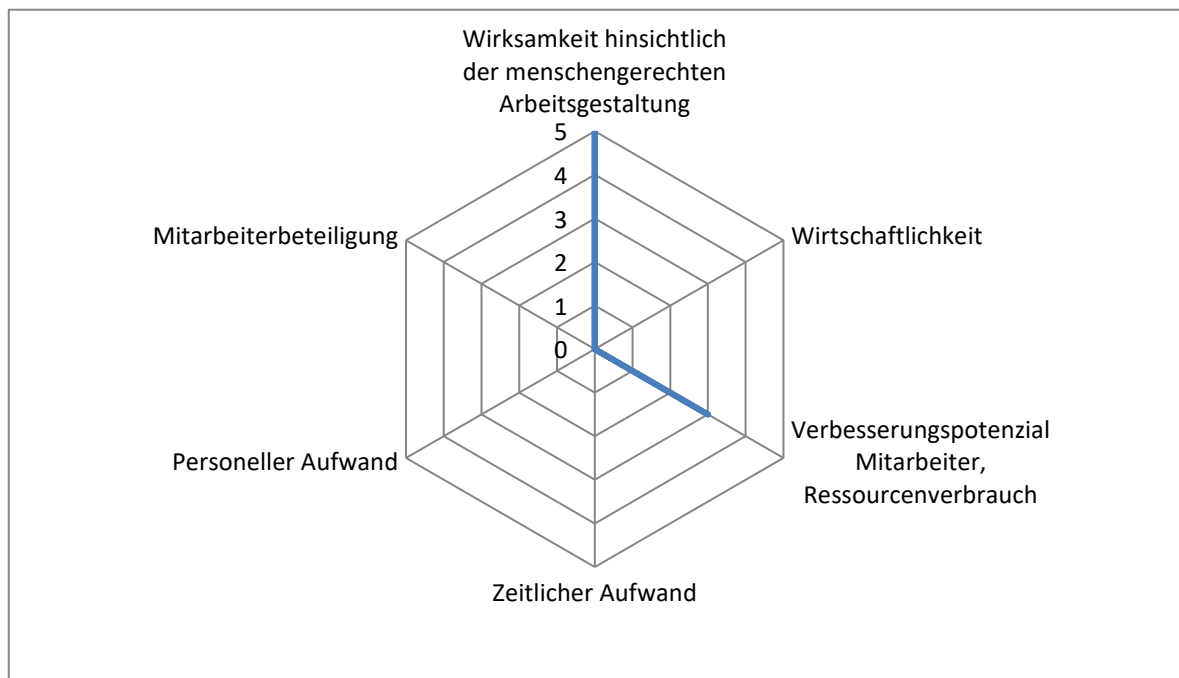 Wirksamkeit hinsichtlich
der menschengerechten
Arbeitsgestaltung
5
4
3
2
1
0
Mitarbeiterbeteiligung
Wirtschaftlichkeit
Personeller Aufwand
Verbesserungspotenzial
Mitarbeiter,
Ressourcenverbrauch
Zeitlicher Aufwand